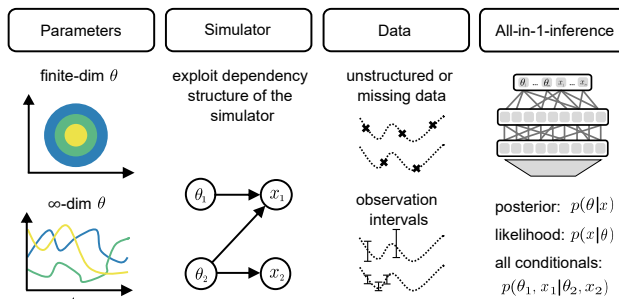 Parameters
Simulator
Data
All-in-1-inference
finite-dim θ
∞-dim θ
exploit dependency
structure of the
simulator
θ₁
x₁
θ₂
x₂
unstructured or
missing data
observation
intervals
posterior: p(θ|x)
likelihood: p(x|θ)
all conditionals:
p(θ₁, x₁|θ₂, x₂)